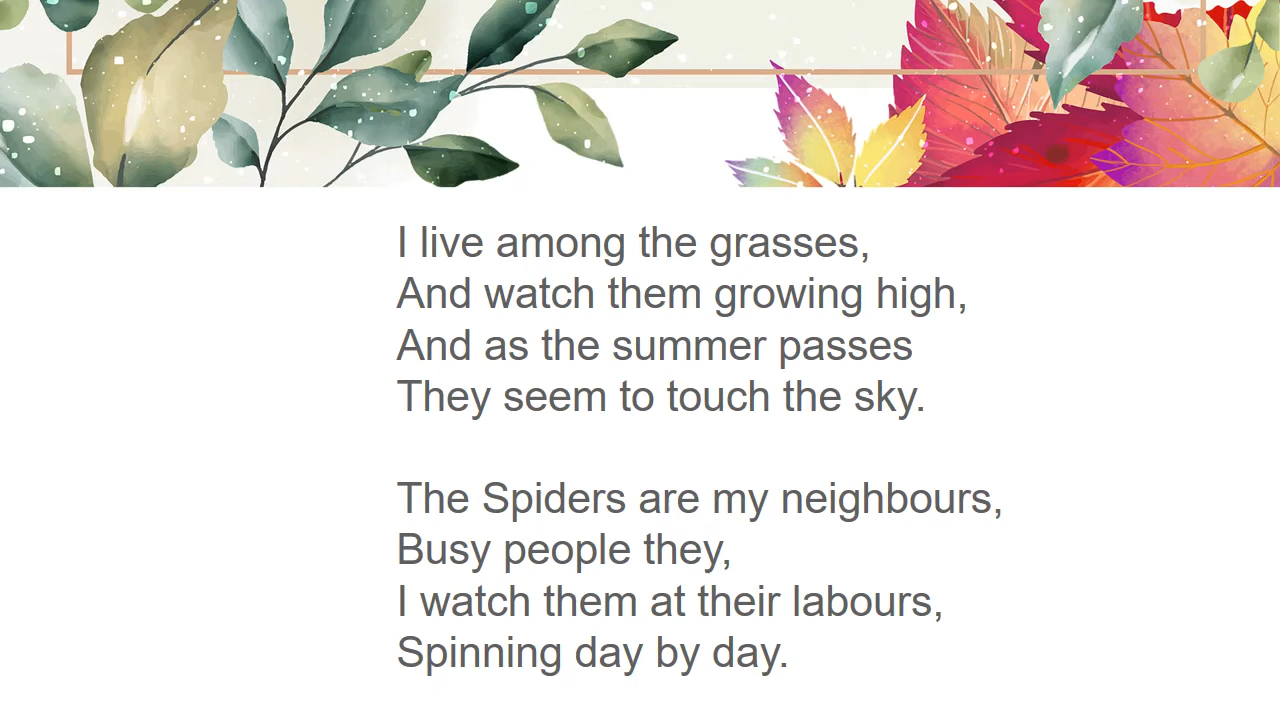 I live among the grasses,
And watch them growing high,
And as the summer passes
They seem to touch the sky.
The Spiders are my neighbours,
Busy people they,
I watch them at their labours,
Spinning day by day.